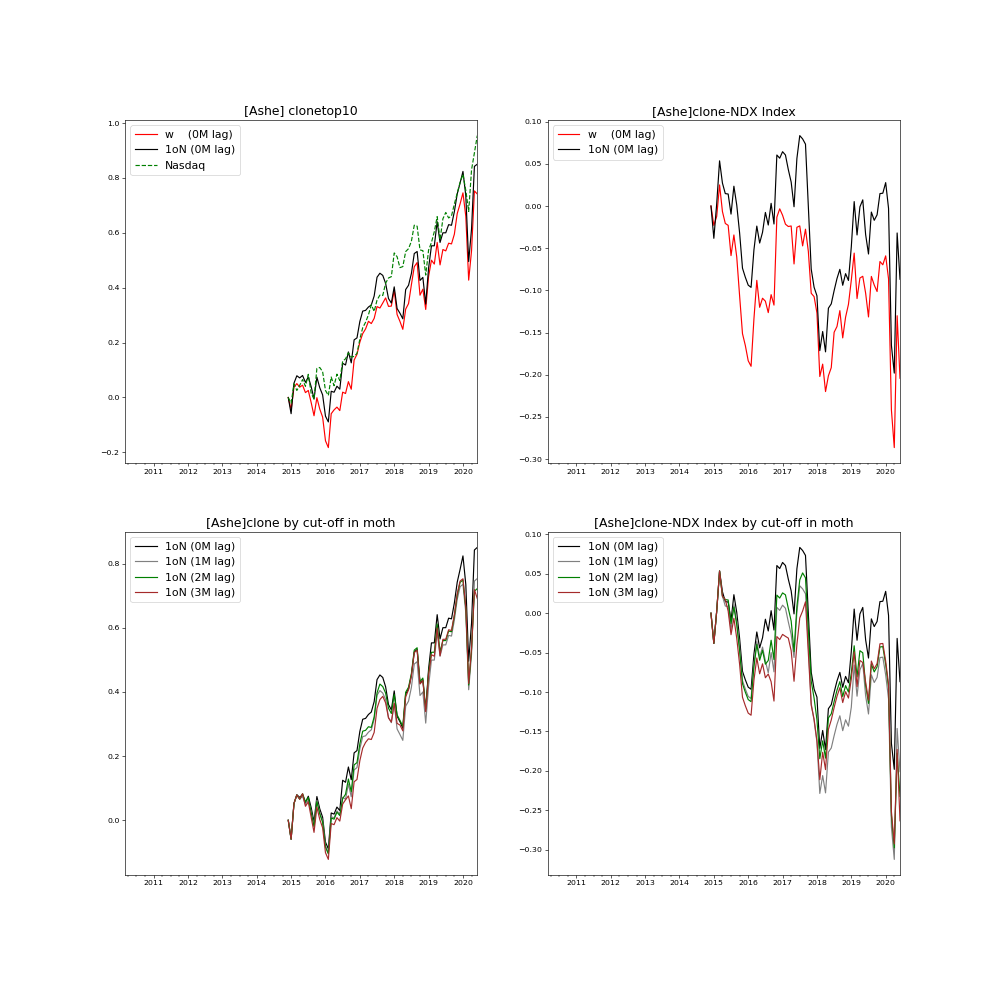 [Ashe] clonetop10
w    (0M lag)
1oN (0M lag)
Nasdaq
1.0
0.8
0.6
0.4
0.2
0.0
−0.2
2011 2012 2013 2014 2015 2016 2017 2018 2019 2020
[Ashe]clone-NDX Index
w    (0M lag)
1oN (0M lag)
0.10
0.05
0.00
−0.05
−0.10
−0.15
−0.20
−0.25
−0.30
2011 2012 2013 2014 2015 2016 2017 2018 2019 2020
[Ashe]clone by cut-off in moth
1oN (0M lag)
1oN (1M lag)
1oN (2M lag)
1oN (3M lag)
0.8
0.6
0.4
0.2
0.0
2011 2012 2013 2014 2015 2016 2017 2018 2019 2020
[Ashe]clone-NDX Index by cut-off in moth
1oN (0M lag)
1oN (1M lag)
1oN (2M lag)
1oN (3M lag)
0.10
0.05
0.00
−0.05
−0.10
−0.15
−0.20
−0.25
−0.30
2011 2012 2013 2014 2015 2016 2017 2018 2019 2020